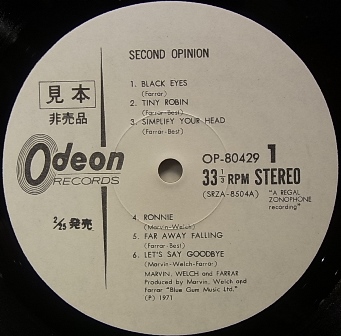 SECOND OPINION
見本
非売品
1. BLACK EYES
(Farrar)
2. TINY ROBIN
(Farrar-Best)
3. SIMPLIFY YOUR HEAD
(Farrar-Best)
Odeon
RECORDS
OP-80429 1
33 1/3 RPM STEREO
(SRZA-8504A)
"A REGAL
ZONOPHONE
recording"
2/25 発売
4. RONNIE
(Marvin-Welch)
5. FAR AWAY FALLING
(Farrar-Best)
6. LET'S SAY GOODBYE
(Marvin-Welch-Farrar)
MARVIN, WELCH and FARRAR
Produced by Marvin, Welch and
Farrar "Blue Gum Music Ltd."
(P) 1971